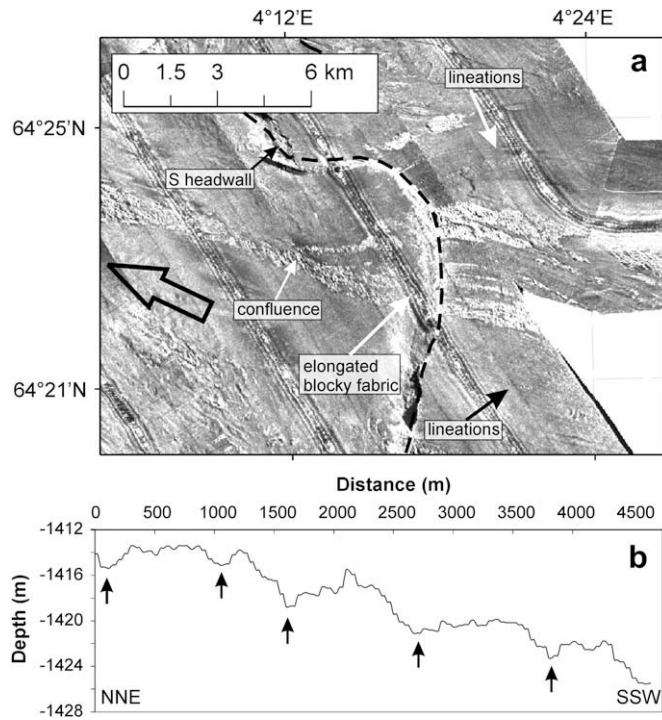 4°12' 4°24'
a
0 1.5 3 6 km
lineations
64°25'N
S headwall
confluence
elongated
blocky fabric
64°21'N
lineations
Distance (m)
0 500 1000 1500 2000 2500 3000 3500 4000 4500
-1412
b
-1416
-1420
-1424
-1428
Depth (m)
NNE SSW